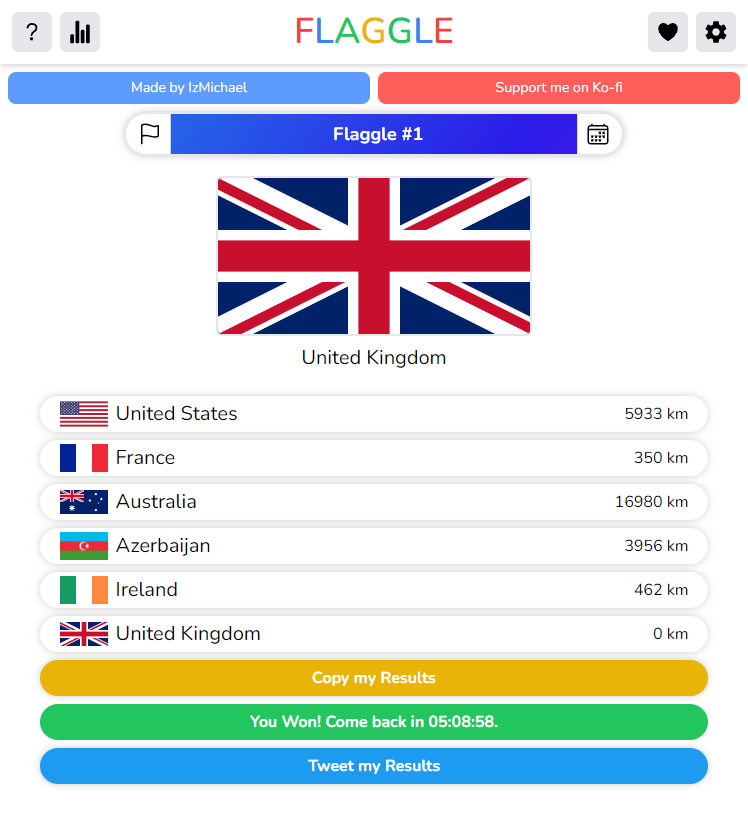 ?
FLAGGLE
Made by IzMichael
Support me on Ko-fi
Flaggle #1
United Kingdom
United States 5933 km
France 350 km
Australia 16980 km
Azerbaijan 3956 km
Ireland 462 km
United Kingdom 0 km
Copy my Results
You Won! Come back in 05:08:58.
Tweet my Results